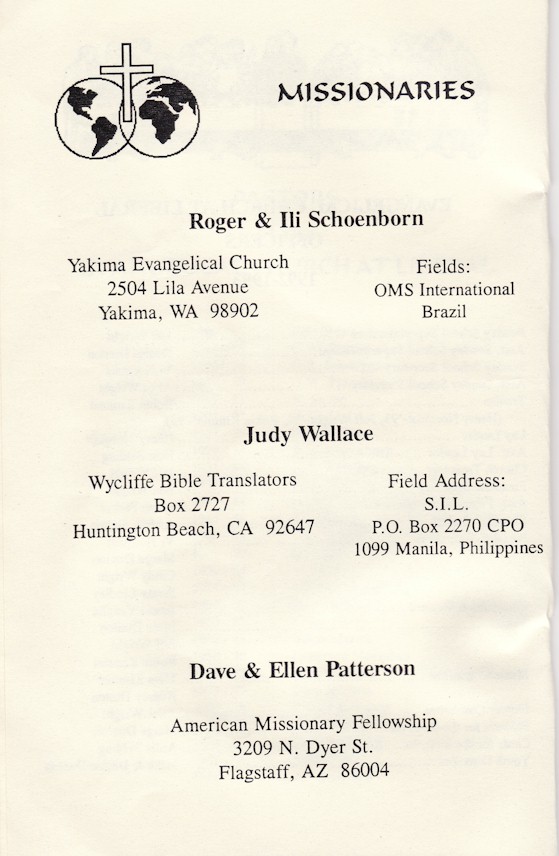 MISSIONARIES
Roger & Ili Schoenborn
Yakima Evangelical Church
2504 Lila Avenue
Yakima, WA 98902
Fields:
OMS International
Brazil
Judy Wallace
Wycliffe Bible Translators
Box 2727
Huntington Beach, CA 92647
Field Address:
S.I.L.
P.O. Box 2270 CPO
1099 Manila, Philippines
Dave & Ellen Patterson
American Missionary Fellowship
3209 N. Dyer St.
Flagstaff, AZ 86004